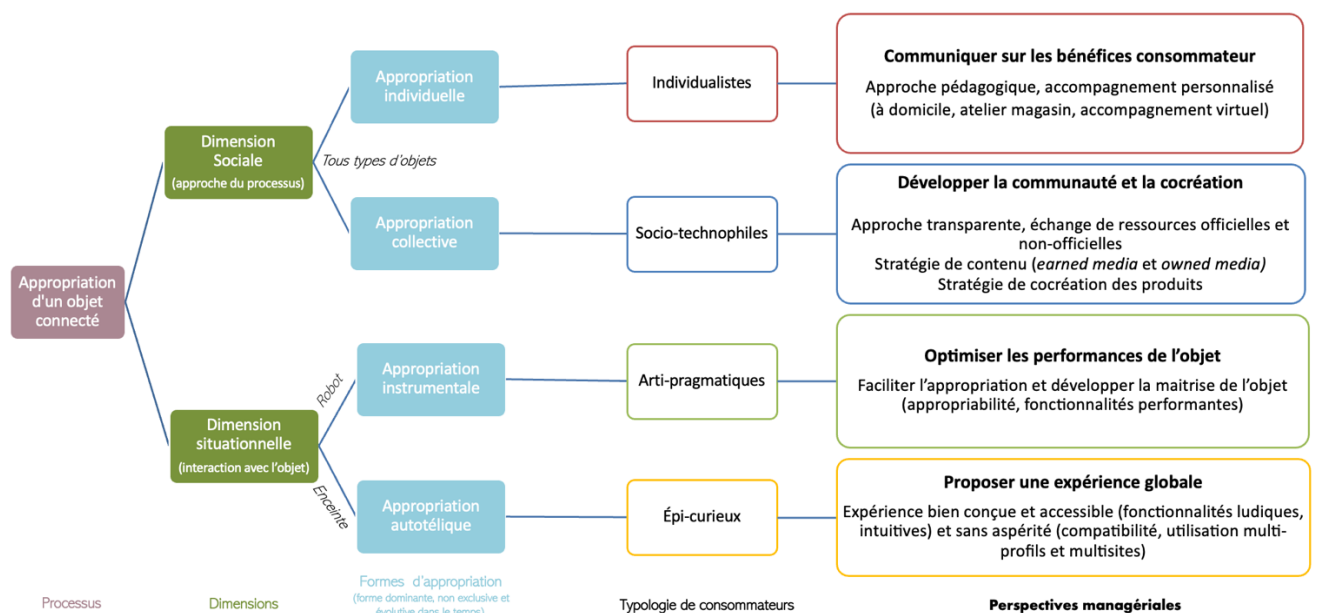 Appropriation
d'un objet
connecté
Dimension
Sociale
(approche du processus)
Tous types d'objets
Appropriation
individuelle
Individualistes
Communiquer sur les bénéfices consommateur
Approche pédagogique, accompagnement personnalisé
(à domicile, atelier magasin, accompagnement virtuel)
Appropriation
collective
Socio-technophiles
Développer la communauté et la cocréation
Approche transparente, échange de ressources officielles et
non-officielles
Stratégie de contenu (earned media et owned media)
Stratégie de cocréation des produits
Dimension
situationnelle
(interaction avec l'objet)
Robot
Appropriation
instrumentale
Arti-pragmatiques
Optimiser les performances de l'objet
Faciliter l'appropriation et développer la maitrise de l'objet
(appropriabilité, fonctionnalités performantes)
Enceinte
Appropriation
autotélique
Épi-curieux
Proposer une expérience globale
Expérience bien conçue et accessible (fonctionnalités ludiques,
intuitives) et sans aspérité (compatibilité, utilisation multi-
profils et multisites)
Processus
Dimensions
Formes d'appropriation
(forme dominante, non exclusive et
évolutive dans le temps)
Typologie de consommateurs
Perspectives managériales